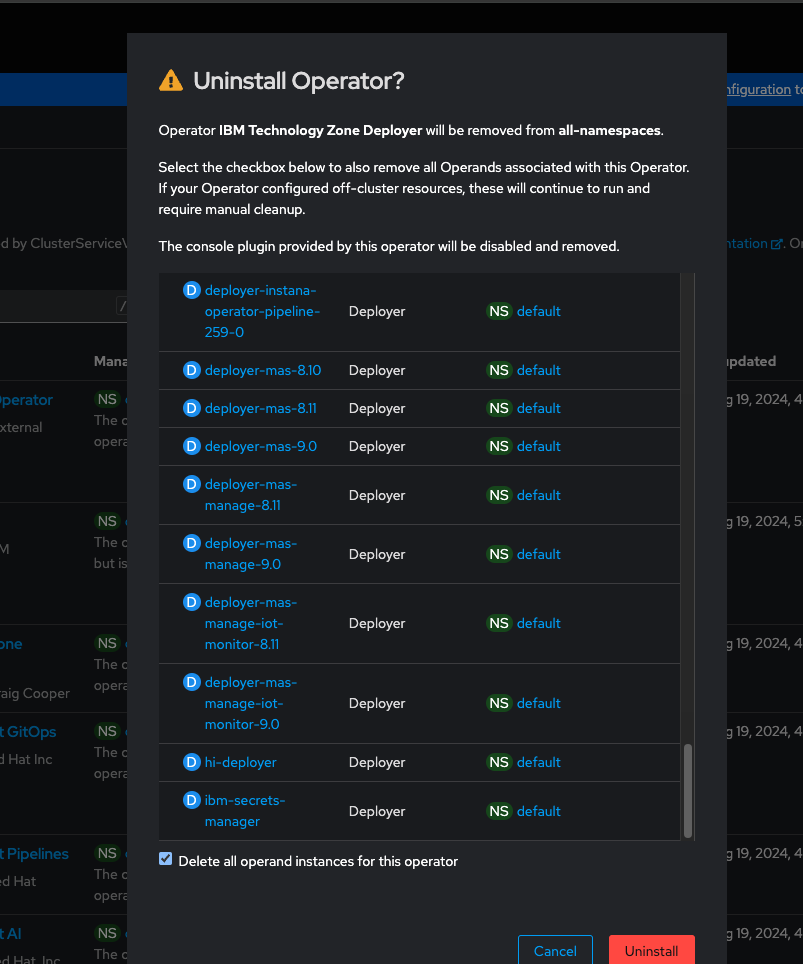 Uninstall Operator?
nfiguration to
Operator IBM Technology Zone Deployer will be removed from all-namespaces.
Select the checkbox below to also remove all Operands associated with this Operator.
If your Operator configured off-cluster resources, these will continue to run and
require manual cleanup.
d by ClusterServiceV
ntation
. O
The console plugin provided by this operator will be disabled and removed.
D deployer-instana-
operator-pipeline-
259-0
Deployer
NS default
/
Mana
updated
D deployer-mas-8.10 Deployer NS default
Operator
NS
g 19, 2024, 4
D deployer-mas-8.11 Deployer NS default
xternal
The c
opera
D deployer-mas-9.0 Deployer NS default
D deployer-mas-
manage-8.11
Deployer
NS default
NS
g 19, 2024, 5
M
The c
but is
D deployer-mas-
manage-9.0
Deployer
NS default
D deployer-mas-
manage-iot-
monitor-8.11
Deployer
NS default
one
NS
g 19, 2024, 4
raig Cooper
The c
opera
D deployer-mas-
manage-iot-
monitor-9.0
Deployer
NS default
t GitOps
NS
g 19, 2024, 4
d Hat Inc
The c
opera
D hi-deployer Deployer NS default
D ibm-secrets-
manager
Deployer
NS default
t Pipelines
NS
g 19, 2024, 4
ed Hat
The c
opera
Delete all operand instances for this operator
t AI
NS
g 19, 2024, 4
ed Hat, Inc.
The c
Cancel
Uninstall